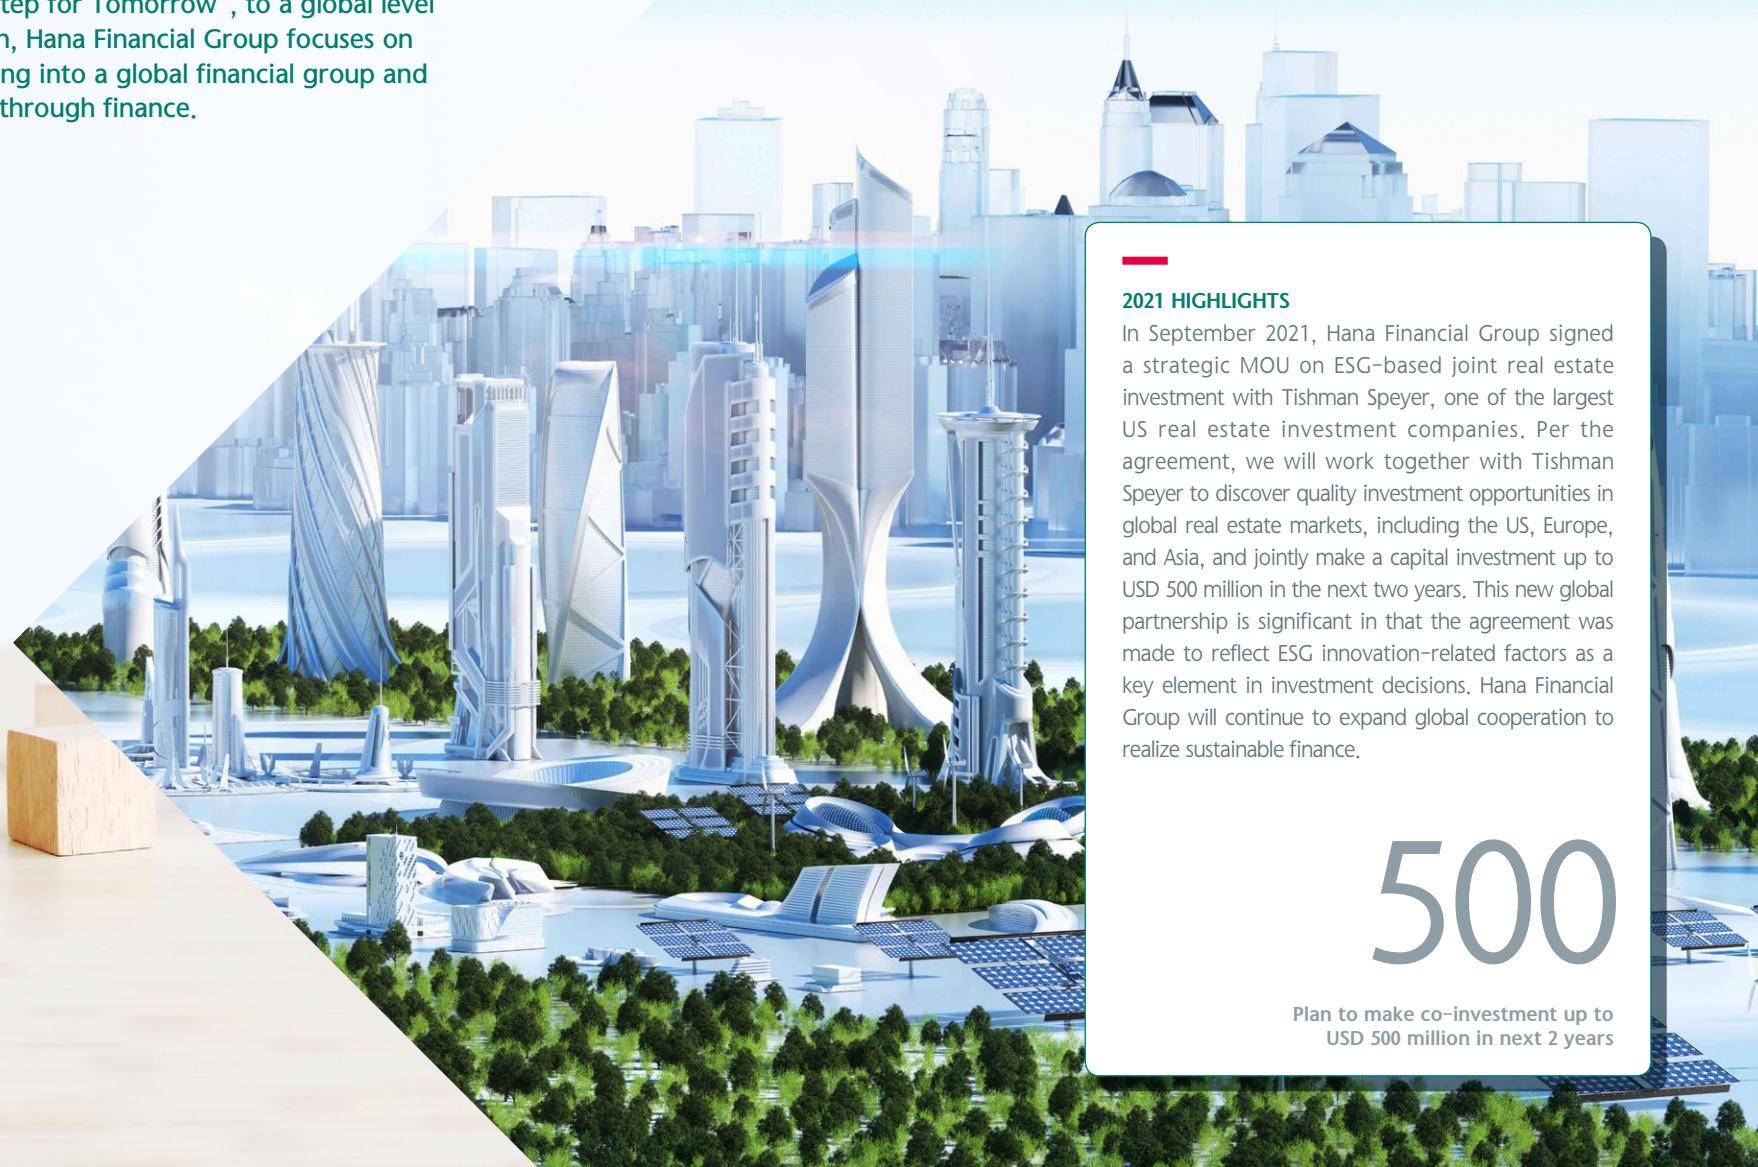 for Tomorrow", to a global level
Hana Financial Group focuses on
into a global financial group and
through finance.
2021 HIGHLIGHTS
In September 2021, Hana Financial Group signed
a strategic MOU on ESG-based joint real estate
investment with Tishman Speyer, one of the largest
US real estate investment companies. Per the
agreement, we will work together with Tishman
Speyer to discover quality investment opportunities in
global real estate markets, including the US, Europe,
and Asia, and jointly make a capital investment up to
USD 500 million in the next two years. This new global
partnership is significant in that the agreement was
made to reflect ESG innovation-related factors as a
key element in investment decisions. Hana Financial
Group will continue to expand global cooperation to
realize sustainable finance.
500
Plan to make co-investment up to
USD 500 million in next 2 years